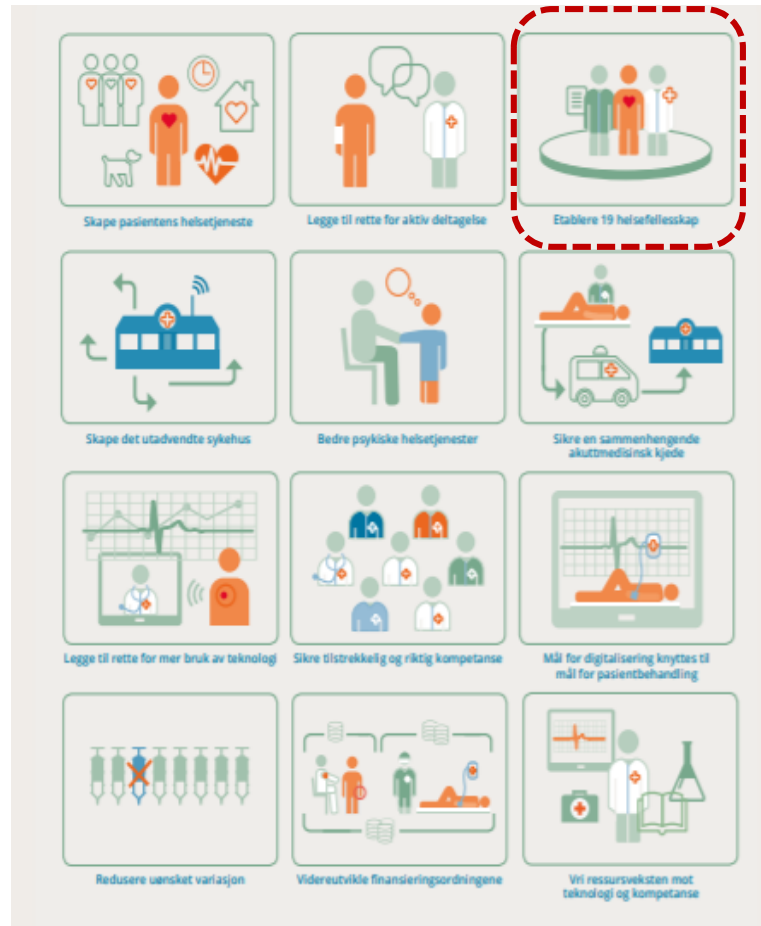 Skape pasientens helsetjeneste
Legge til rette for aktiv deltagelse
Etablere 19 helsefellesskap
Skape det utadvendte sykehus
Bedre psykiske helsetjenester
Sikre en sammenhengende
akuttmedisinsk kjede
Legge til rette for mer bruk av teknologi
Sikre tilstrekkelig og riktig kompetanse
Mål for digitalisering knyttes til
mål for pasientbehandling
Redusere uønsket variasjon
Videreutvikle finansieringsordningene
Vri ressursveksten mot
teknologi og kompetanse